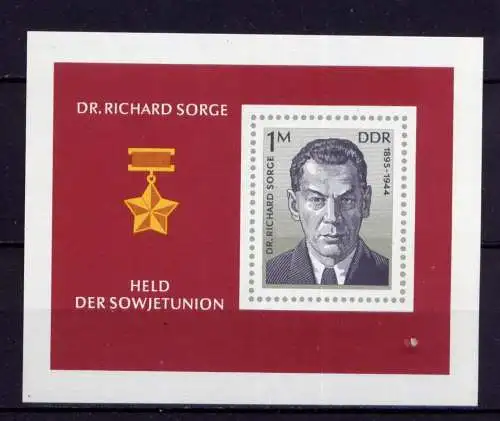 DR. RICHARD SORGE
HELD
DER SOWJETUNION
1M DDR
DR. RICHARD SORGE
1895-1944